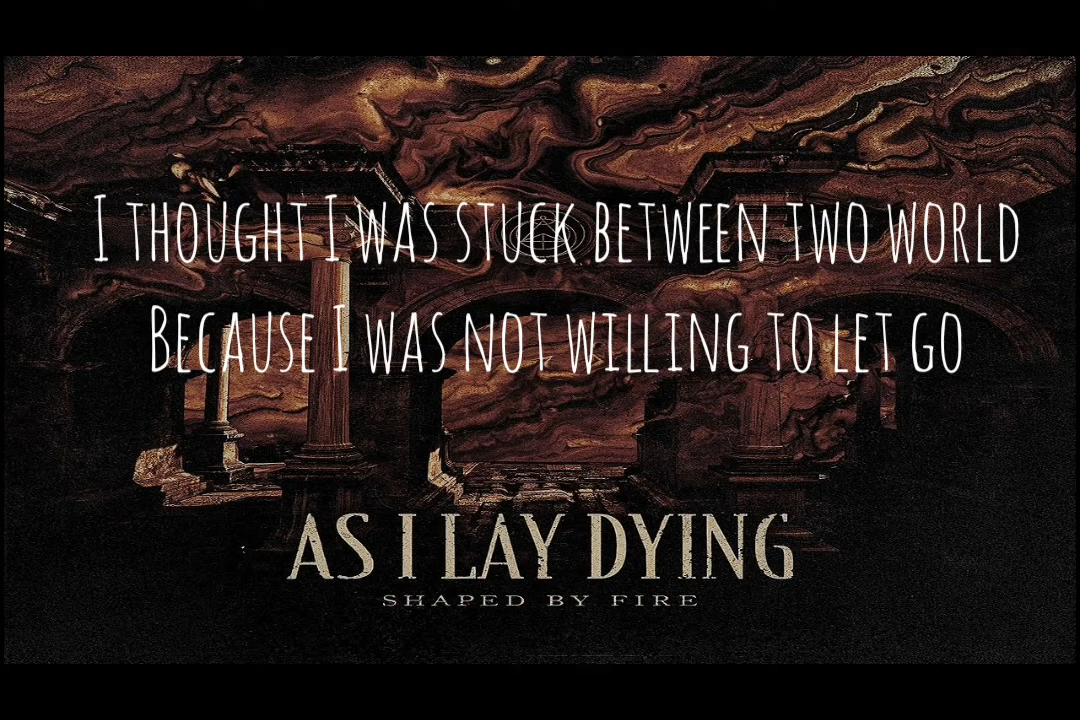 I THOUGHT I WAS STUCK BETWEEN TWO WORLD
BECAUSE I WAS NOT WILLING TO LET GO
AS I LAY DYING
SHAPED BY FIRE